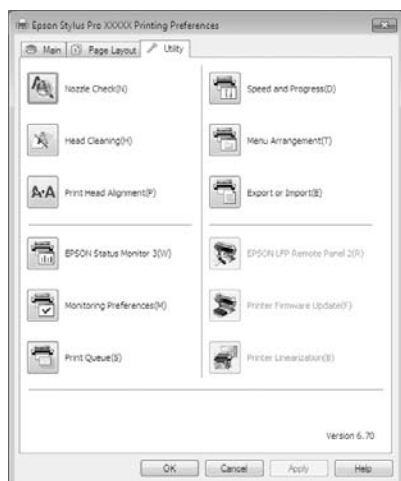 Epson Stylus Pro XXXXX Printing Preferences
Main
Page Layout
Utility
Nozzle Check(N)
Speed and Progress(D)
Head Cleaning(H)
Menu Arrangement(T)
Print Head Alignment(P)
Export or Import(E)
EPSON Status Monitor 3(W)
EPSON LFP Remote Panel 2(R)
Monitoring Preferences(M)
Printer Firmware Update(F)
Print Queue(S)
Printer Linearization(B)
Version 6.70
OK
Cancel
Apply
Help